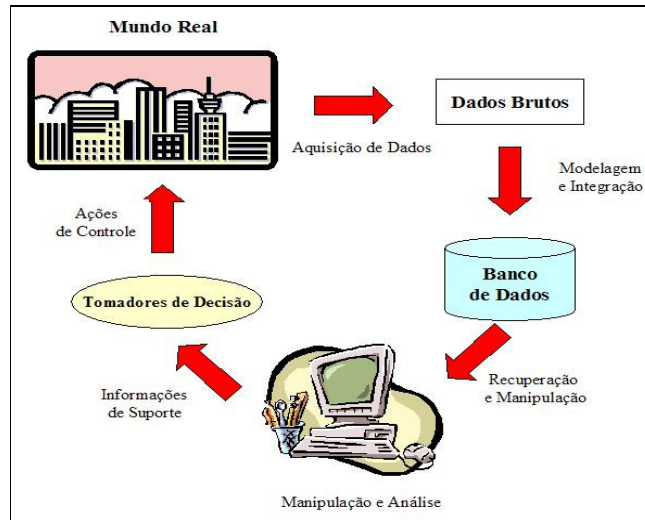 Mundo Real
Dados Brutos
Aquisição de Dados
Modelagem
e Integração
Ações
de Controle
Banco
de Dados
Tomadores de Decisão
Recuperação
e Manipulação
Informações
de Suporte
Manipulação e Análise